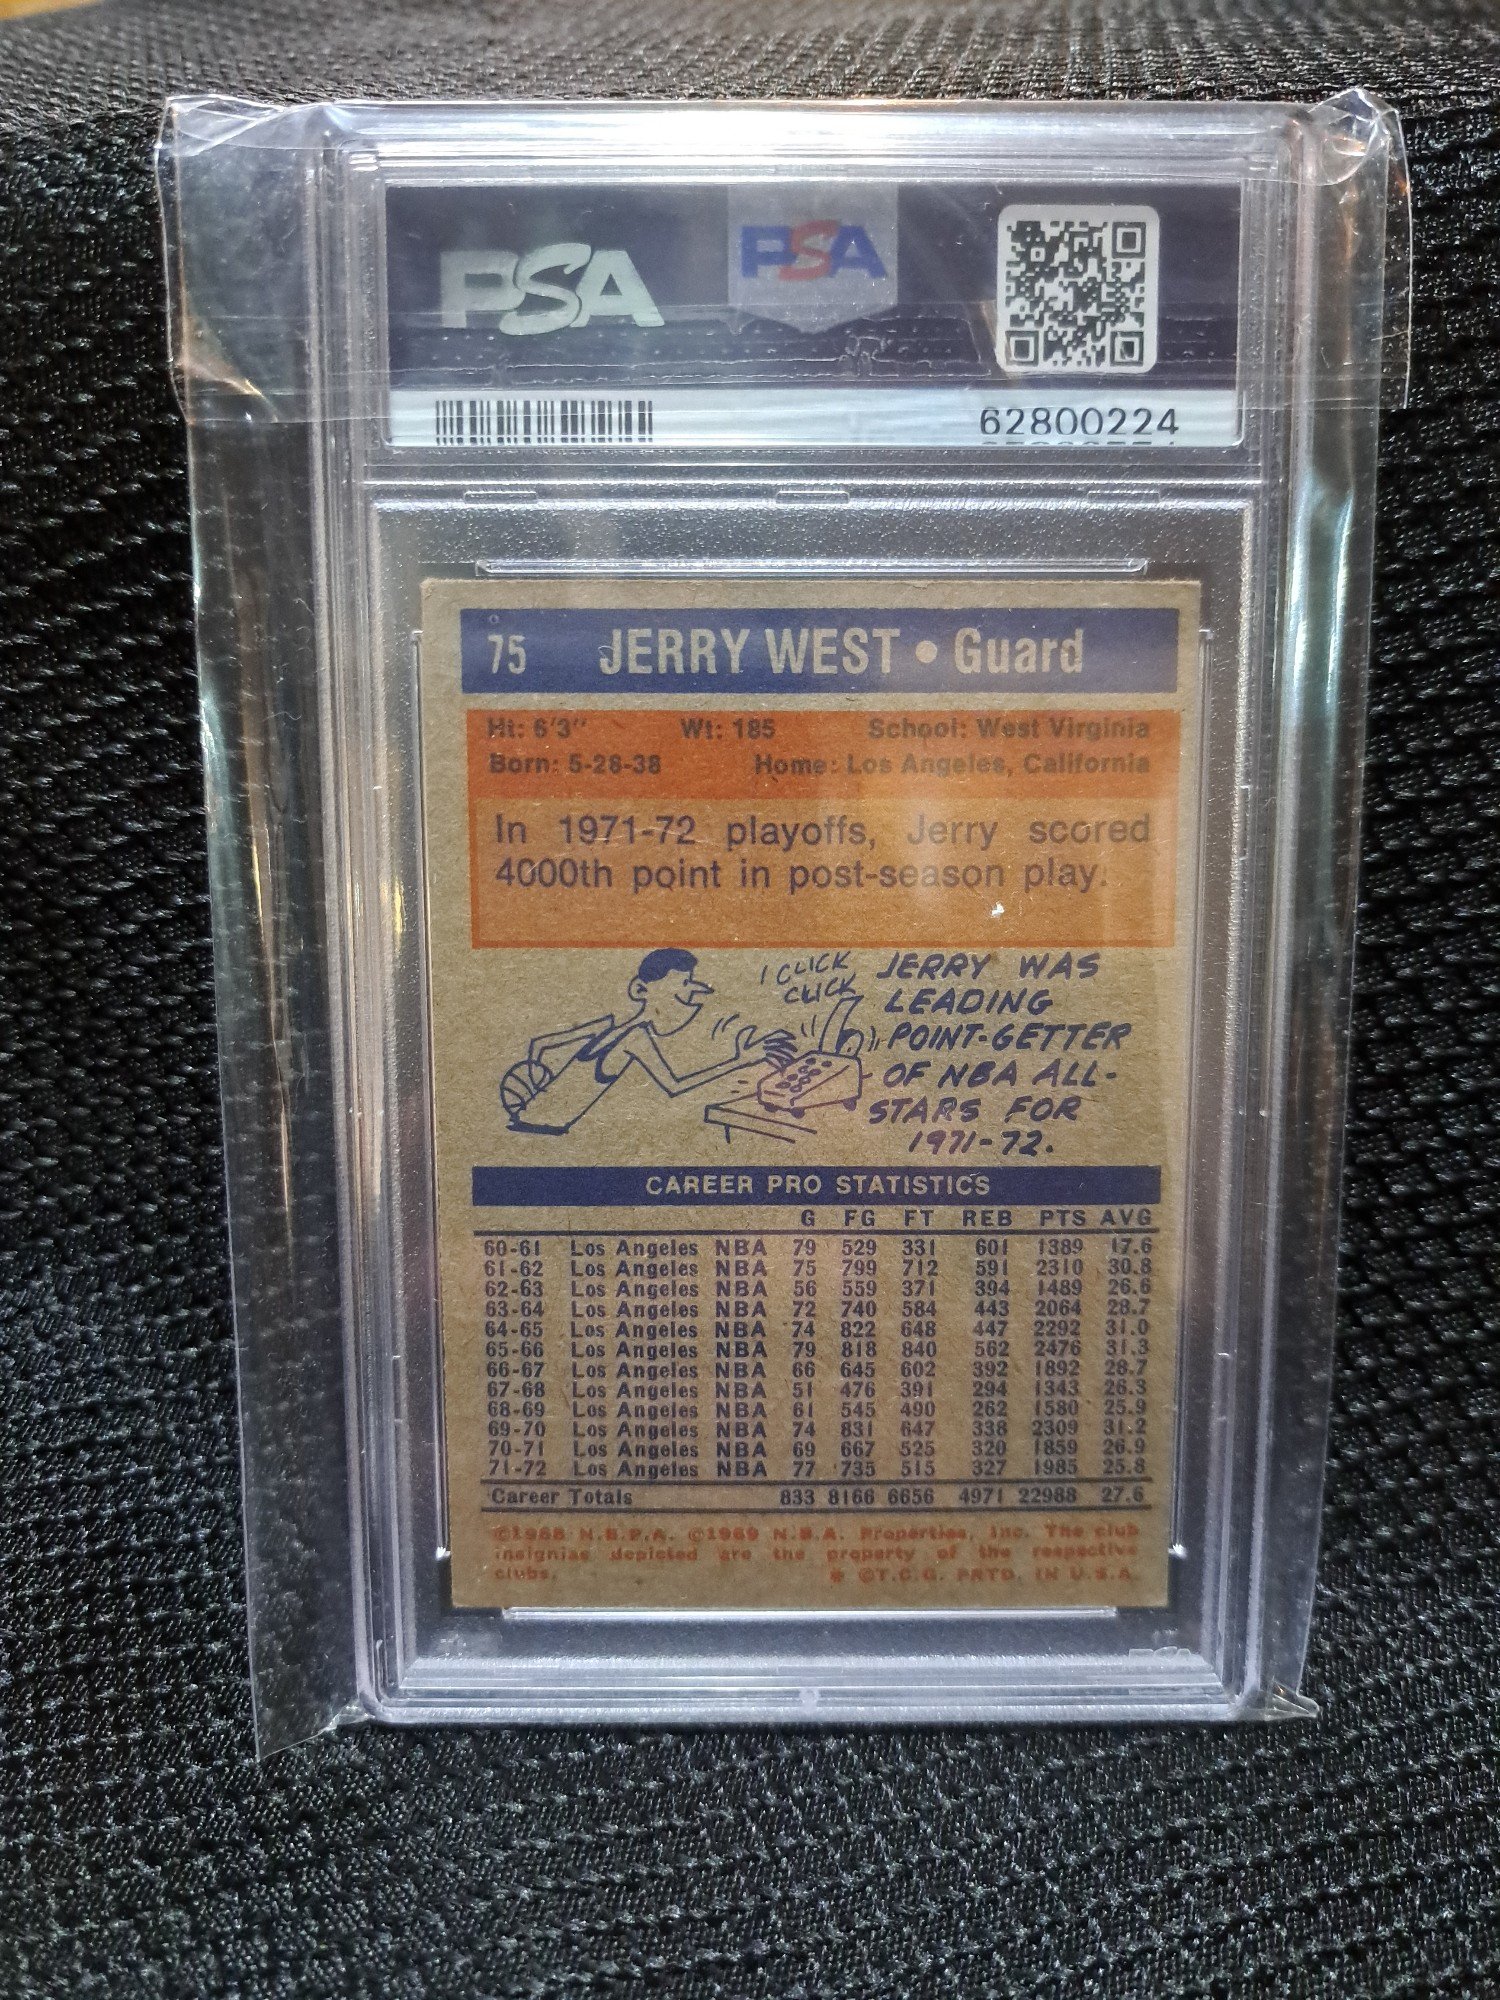 PSA PSA
62800224
75 JERRY WEST • Guard
Ht: 6'3" Wt: 185 School: West Virginia
Born: 5-28-38 Home: Los Angeles, California
In 1971-72 playoffs, Jerry scored
4000th point in post-season play.
I CLICK
CLICK
JERRY WAS
LEADING
POINT-GETTER
OF NBA ALL-
STARS FOR
1971-72.
CAREER PRO STATISTICS
G FG FT REB PTS AVG
60-61 Los Angeles NBA 79 529 331 601 1389 17.6
61-62 Los Angeles NBA 75 799 712 591 2310 30.8
62-63 Los Angeles NBA 56 559 371 394 1489 26.6
63-64 Los Angeles NBA 72 740 584 443 2064 28.7
64-65 Los Angeles NBA 74 822 648 447 2292 31.0
65-66 Los Angeles NBA 79 818 840 562 2476 31.3
66-67 Los Angeles NBA 66 645 602 392 1892 28.7
67-68 Los Angeles NBA 51 476 391 294 1343 26.3
68-69 Los Angeles NBA 61 545 490 262 1580 25.9
69-70 Los Angeles NBA 74 831 647 338 2309 31.2
70-71 Los Angeles NBA 69 667 525 320 1859 26.9
71-72 Los Angeles NBA 77 735 515 327 1985 25.8
Career Totals 833 8166 6656 4971 22988 27.6
©1968 N.B.P.A. ©1969 N.B.A. Properties, Inc. The club
insignias depicted are the property of the respective
clubs. * ©T.C.G. PRTD. IN U.S.A.